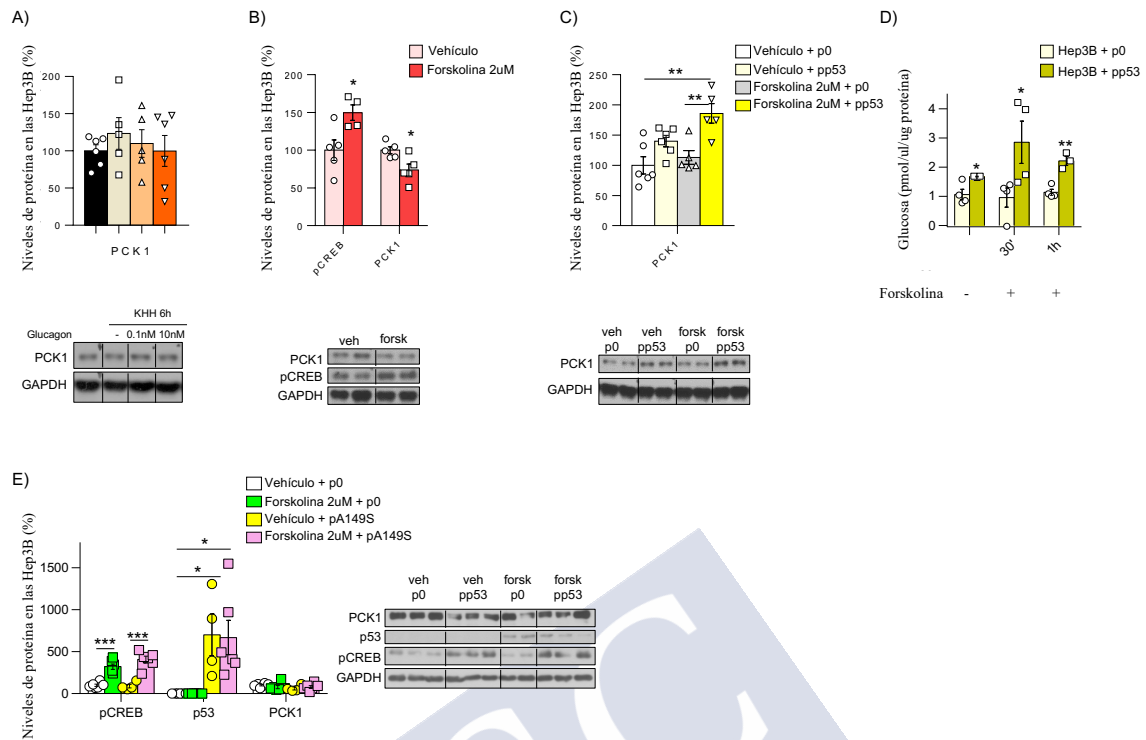 A)
Niveles de proteína en las Hep3B (%)
200
150
100
50
0
PCK1
KHH 6h
Glucagon
- 0.1nM 10nM
PCK1
GAPDH
B)
Vehículo
Forskolina 2uM
Niveles de proteína en las Hep3B (%)
200
150
100
50
0
*
*
pCREB
PCK1
veh forsk
PCK1
pCREB
GAPDH
C)
Vehículo + p0
Vehículo + pp53
Forskolina 2uM + p0
Forskolina 2uM + pp53
Niveles de proteína en las Hep3B (%)
250
200
150
100
50
0
**
**
PCK1
veh veh forsk forsk
p0 pp53 p0 pp53
PCK1
GAPDH
D)
Hep3B + p0
Hep3B + pp53
Glucosa (pmol/ul/ug proteína)
4
3
2
1
0
*
*
**
30'
1h
Forskolina - + +
E)
Vehículo + p0
Forskolina 2uM + p0
Vehículo + pA149S
Forskolina 2uM + pA149S
Niveles de proteína en las Hep3B (%)
1500
1000
500
0
***
***
*
*
pCREB p53 PCK1
veh veh forsk forsk
p0 pp53 p0 pp53
PCK1
p53
pCREB
GAPDH